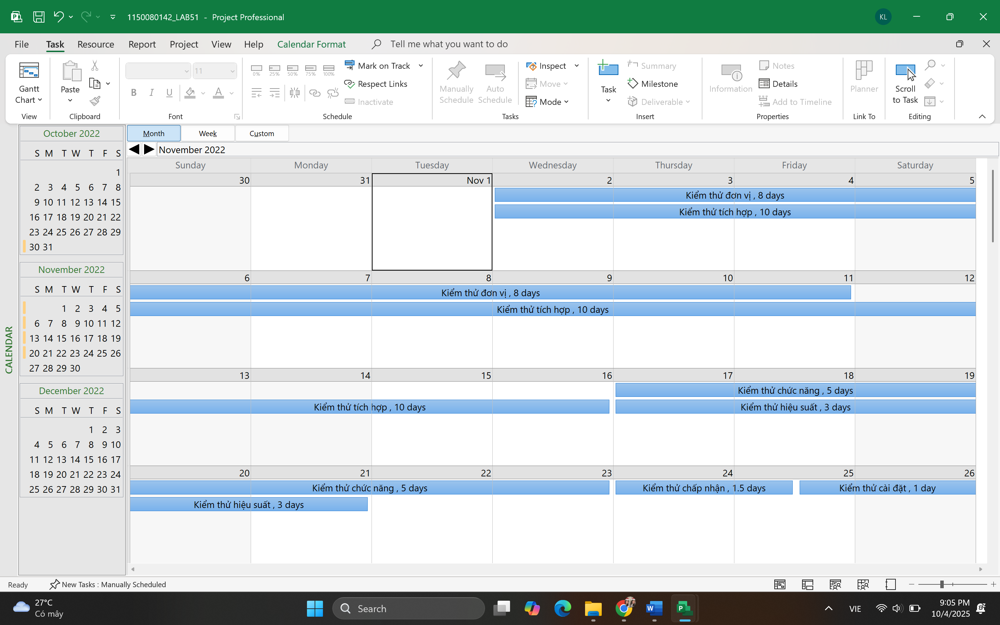 1150080142_LAB51 - Project Professional
KL
File Task Resource Report Project View Help Calendar Format Tell me what you want to do
Gantt Chart
View
Paste
Clipboard
11
B I U A
Font
0% 25% 50% 75% 100%
Mark on Track
Respect Links
Inactivate
Schedule
Manually Schedule
Auto Schedule
Inspect
Move
Mode
Tasks
Task
Summary
Milestone
Deliverable
Insert
Information
Notes
Details
Add to Timeline
Properties
Planner
Link To
Scroll to Task
Editing
CALENDAR
October 2022
S M T W T F S
1
2 3 4 5 6 7 8
9 10 11 12 13 14 15
16 17 18 19 20 21 22
23 24 25 26 27 28 29
30 31
November 2022
S M T W T F S
1 2 3 4 5
6 7 8 9 10 11 12
13 14 15 16 17 18 19
20 21 22 23 24 25 26
27 28 29 30
December 2022
S M T W T F S
1 2 3
4 5 6 7 8 9 10
11 12 13 14 15 16 17
18 19 20 21 22 23 24
25 26 27 28 29 30 31
Month Week Custom
November 2022
Sunday Monday Tuesday Wednesday Thursday Friday Saturday
30 31 Nov 1 2 3 4 5
Kiểm thử đơn vị , 8 days
Kiểm thử tích hợp , 10 days
6 7 8 9 10 11 12
Kiểm thử đơn vị , 8 days
Kiểm thử tích hợp , 10 days
13 14 15 16 17 18 19
Kiểm thử chức năng , 5 days
Kiểm thử tích hợp , 10 days Kiểm thử hiệu suất , 3 days
20 21 22 23 24 25 26
Kiểm thử chức năng , 5 days Kiểm thử chấp nhận , 1.5 days Kiểm thử cài đặt , 1 day
Kiểm thử hiệu suất , 3 days
Ready New Tasks : Manually Scheduled
27°C
Có mây
Search
VIE
9:05 PM
10/4/2025